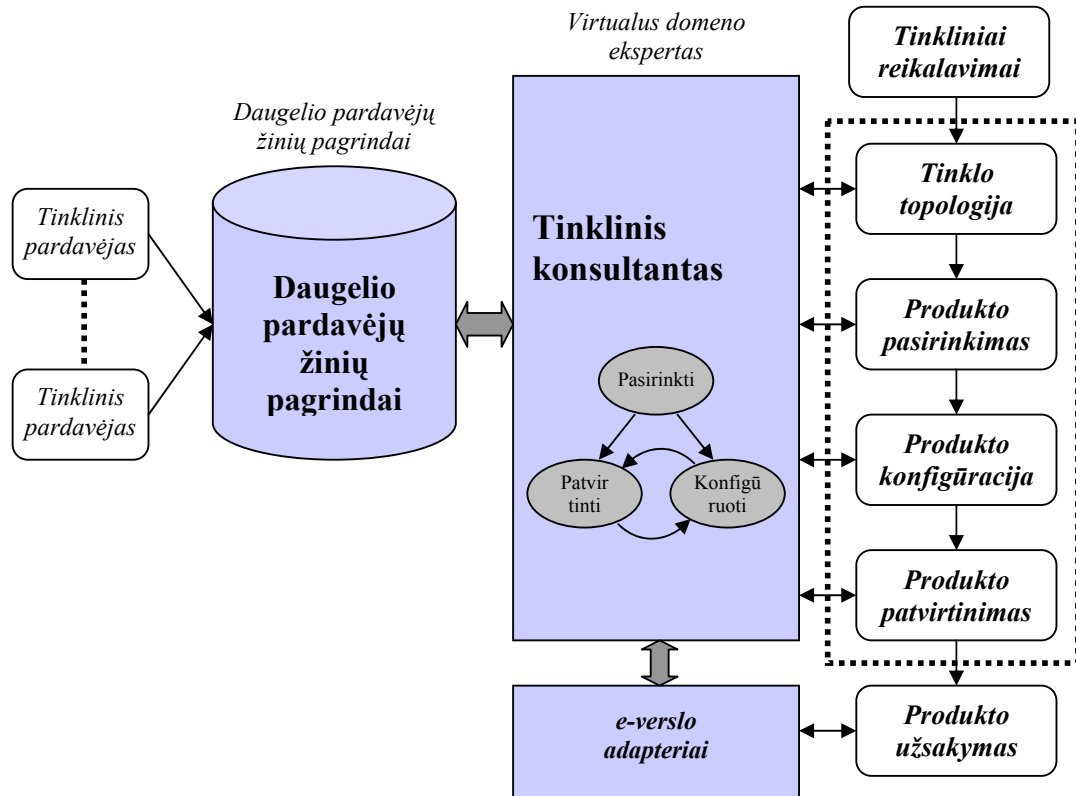 Virtualus domeno
ekspertas
Tinkliniai
reikalavimai
Daugelio pardavėjų
žinių pagrindai
Tinklo
topologija
Tinklinis
pardavėjas
Tinklinis
konsultantas
Daugelio
pardavėjų
žinių
pagrindai
Produkto
pasirinkimas
Tinklinis
pardavėjas
Pasirinkti
Produkto
konfigūracija
Patvir
tinti
Konfigū
ruoti
Produkto
patvirtinimas
e-verslo
adapteriai
Produkto
užsakymas